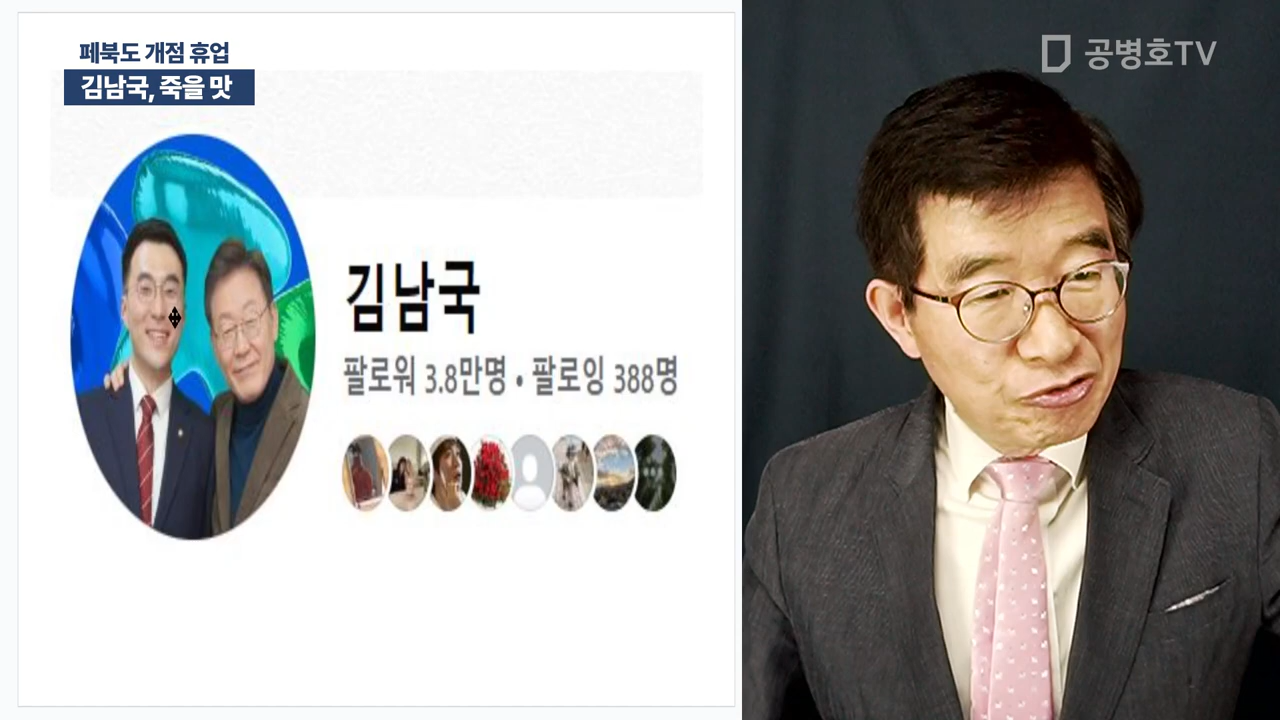 페북도 개점 휴업
김남국, 죽을 맛
김남국
팔로워 3.8만명 • 팔로잉 388명
공병호TV